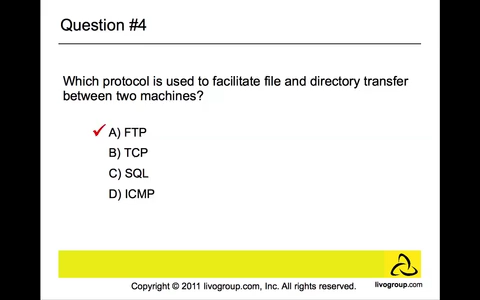 Question #4
Which protocol is used to facilitate file and directory transfer
between two machines?
A) FTP
B) TCP
C) SQL
D) ICMP
livogroup.com
Copyright © 2011 livogroup.com, Inc. All rights reserved.